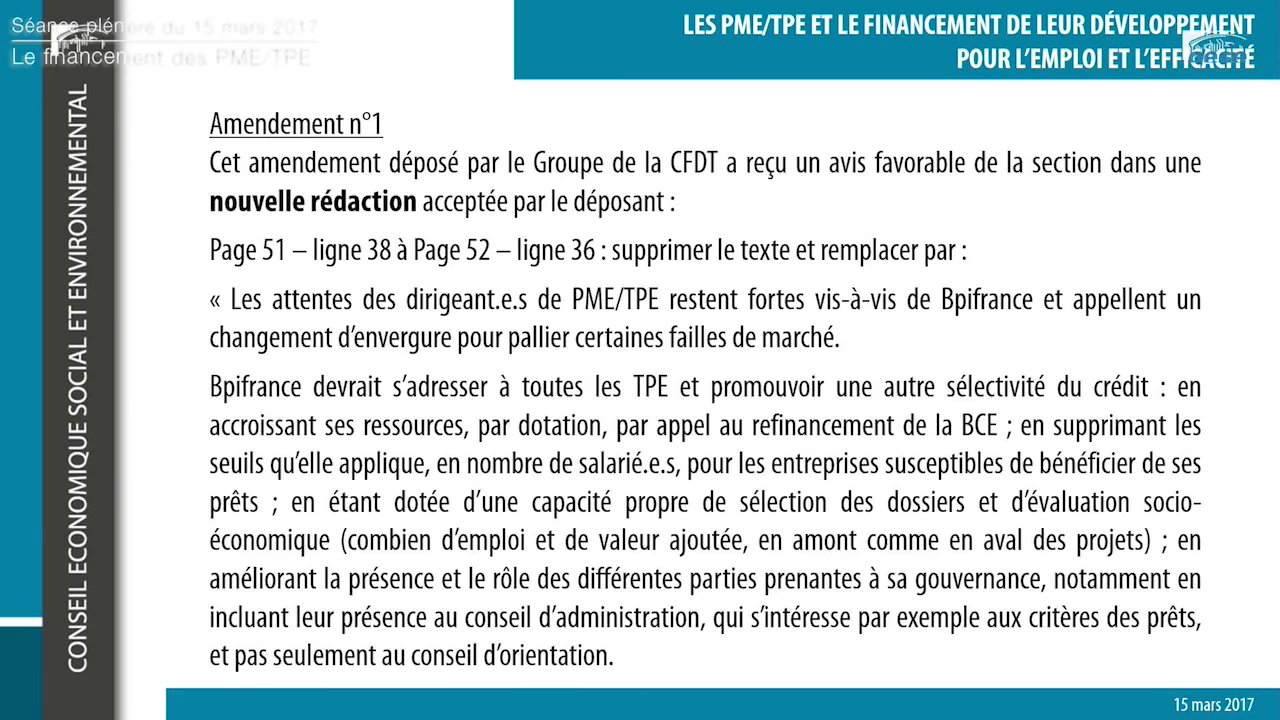 Séance plénière du 15 mars 2017
Le financement des PME/TPE
LES PME/TPE ET LE FINANCEMENT DE LEUR DÉVELOPPEMENT
POUR L’EMPLOI ET L’EFFICACITÉ
CONSEIL ECONOMIQUE SOCIAL ET ENVIRONNEMENTAL
Amendement n°1
Cet amendement déposé par le Groupe de la CFDT a reçu un avis favorable de la section dans une
nouvelle rédaction acceptée par le déposant :
Page 51 – ligne 38 à Page 52 – ligne 36 : supprimer le texte et remplacer par :
« Les attentes des dirigeant.e.s de PME/TPE restent fortes vis-à-vis de Bpifrance et appellent un
changement d’envergure pour pallier certaines failles de marché.
Bpifrance devrait s’adresser à toutes les TPE et promouvoir une autre sélectivité du crédit : en
accroissant ses ressources, par dotation, par appel au refinancement de la BCE ; en supprimant les
seuils qu’elle applique, en nombre de salarié.e.s, pour les entreprises susceptibles de bénéficier de ses
prêts ; en étant dotée d’une capacité propre de sélection des dossiers et d’évaluation socio-
économique (combien d’emploi et de valeur ajoutée, en amont comme en aval des projets) ; en
améliorant la présence et le rôle des différentes parties prenantes à sa gouvernance, notamment en
incluant leur présence au conseil d’administration, qui s’intéresse par exemple aux critères des prêts,
et pas seulement au conseil d’orientation.
15 mars 2017